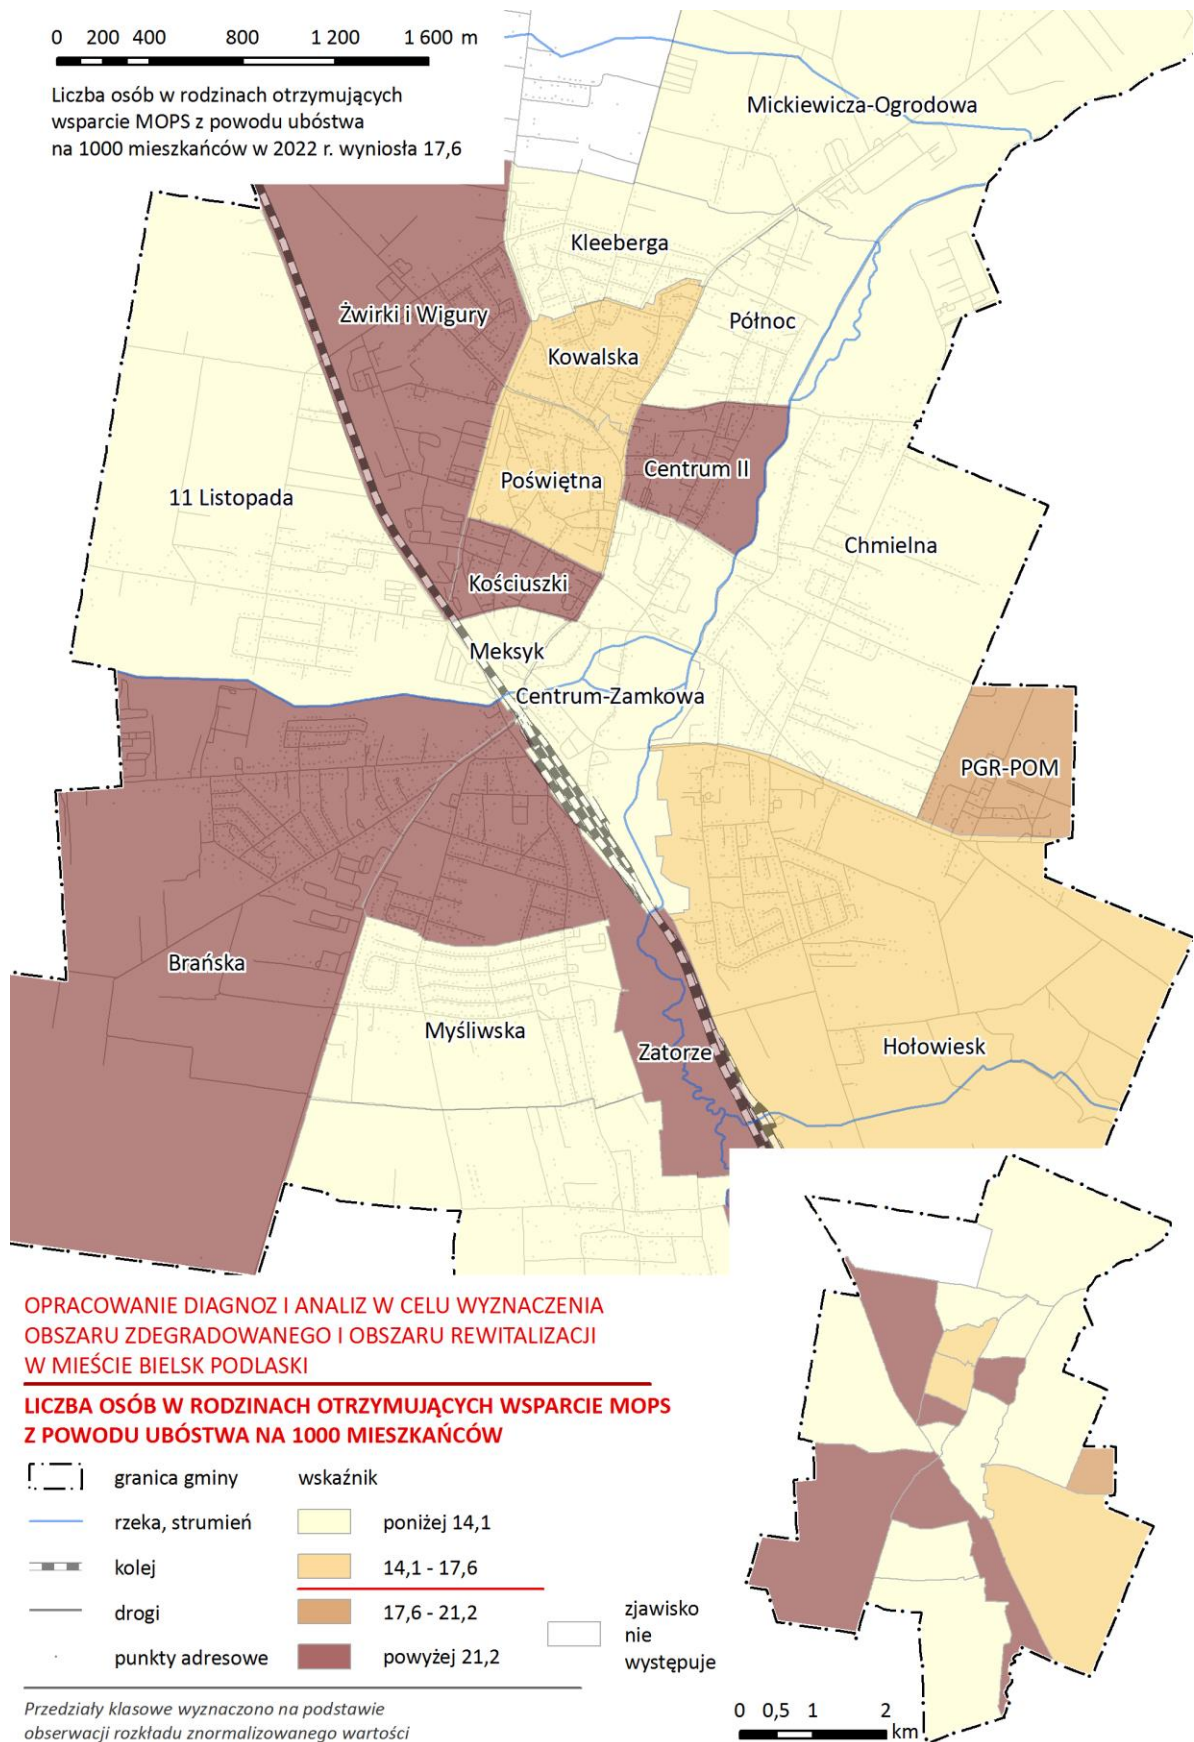 0 200 400 800 1 200 1 600 m
Liczba osób w rodzinach otrzymujących
wsparcie MOPS z powodu ubóstwa
na 1000 mieszkańców w 2022 r. wyniosła 17,6
Mickiewicza-Ogrodowa
Kleeberga
Żwirki i Wigury
Północ
Kowalska
Centrum II
Poświętna
11 Listopada
Chmielna
Kościuszki
Meksyk
Centrum-Zamkowa
PGR-POM
Brańska
Myśliwska
Zatorze
Hołowiesk
OPRACOWANIE DIAGNOZ I ANALIZ W CELU WYZNACZENIA
OBSZARU ZDEGRADOWANEGO I OBSZARU REWITALIZACJI
W MIEŚCIE BIELSK PODLASKI
LICZBA OSÓB W RODZINACH OTRZYMUJĄCYCH WSPARCIE MOPS
Z POWODU UBÓSTWA NA 1000 MIESZKAŃCÓW
granica gminy wskaźnik
rzeka, strumień poniżej 14,1
kolej 14,1 - 17,6
drogi 17,6 - 21,2
punkty adresowe powyżej 21,2
zjawisko
nie
występuje
Przedziały klasowe wyznaczono na podstawie
obserwacji rozkładu znormalizowanego wartości
0 0,5 1 2
km